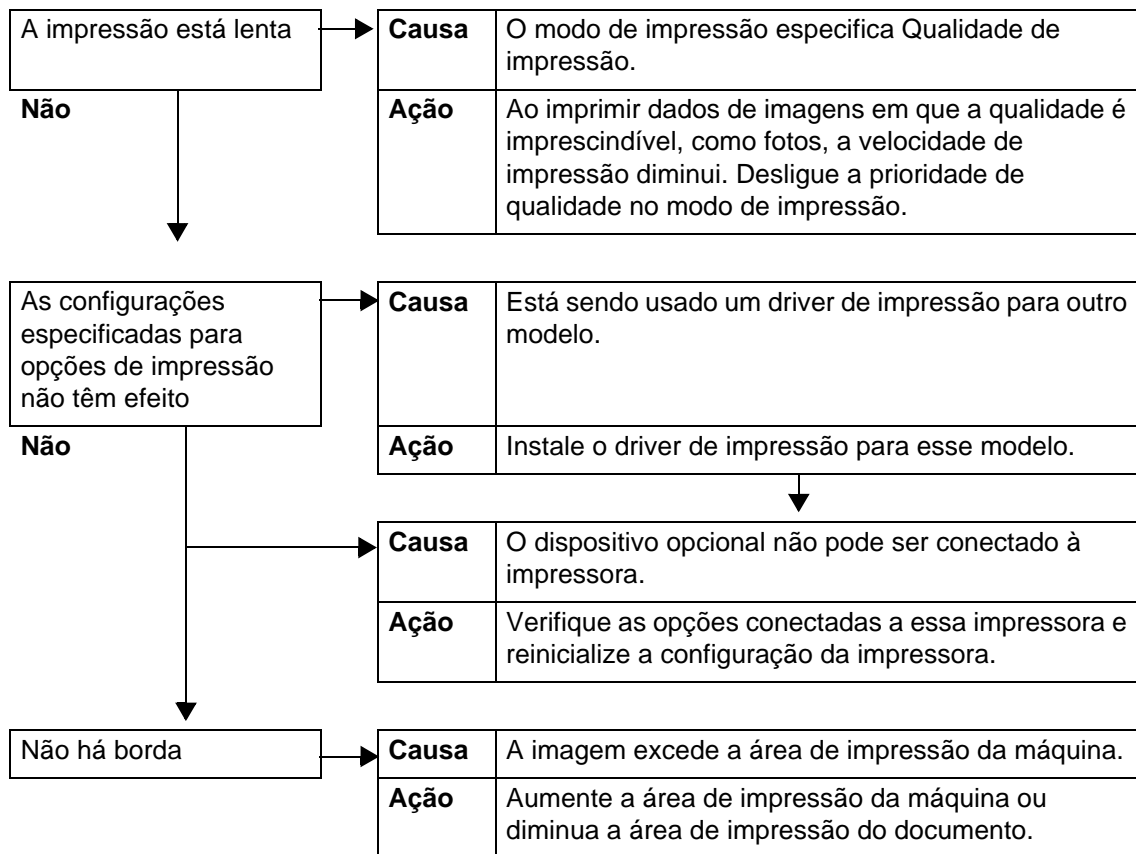 A impressão está lenta
Causa
O modo de impressão especifica Qualidade de
impressão.
Não
Ação
Ao imprimir dados de imagens em que a qualidade é
imprescindível, como fotos, a velocidade de
impressão diminui. Desligue a prioridade de
qualidade no modo de impressão.
As configurações
especificadas para
opções de impressão
não têm efeito
Causa
Está sendo usado um driver de impressão para outro
modelo.
Não
Ação
Instale o driver de impressão para esse modelo.
Causa
O dispositivo opcional não pode ser conectado à
impressora.
Ação
Verifique as opções conectadas a essa impressora e
reinicialize a configuração da impressora.
Não há borda
Causa
A imagem excede a área de impressão da máquina.
Ação
Aumente a área de impressão da máquina ou
diminua a área de impressão do documento.